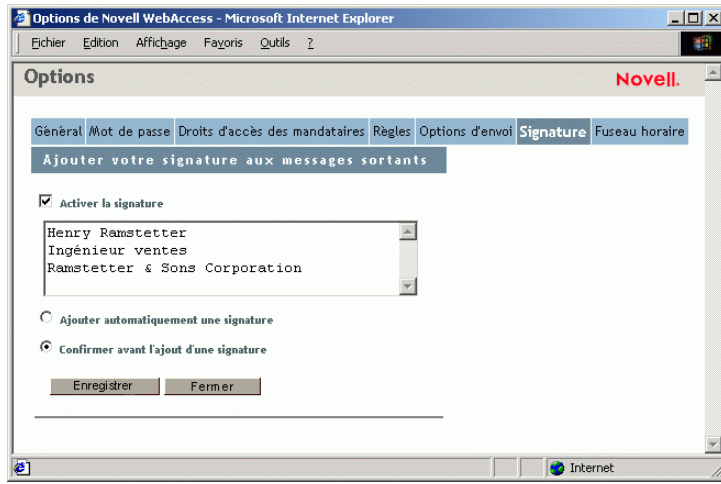 Options de Novell WebAccess - Microsoft Internet Explorer
Fichier Edition Affichage Favoris Outils ?
Options
Novell.
Général Mot de passe Droits d'accès des mandataires Règles Options d'envoi Signature Fuseau horaire
Ajouter votre signature aux messages sortants
Activer la signature
Henry Ramstetter
Ingénieur ventes
Ramstetter & Sons Corporation
Ajouter automatiquement une signature
Confirmer avant l'ajout d'une signature
Enregistrer Fermer
Internet